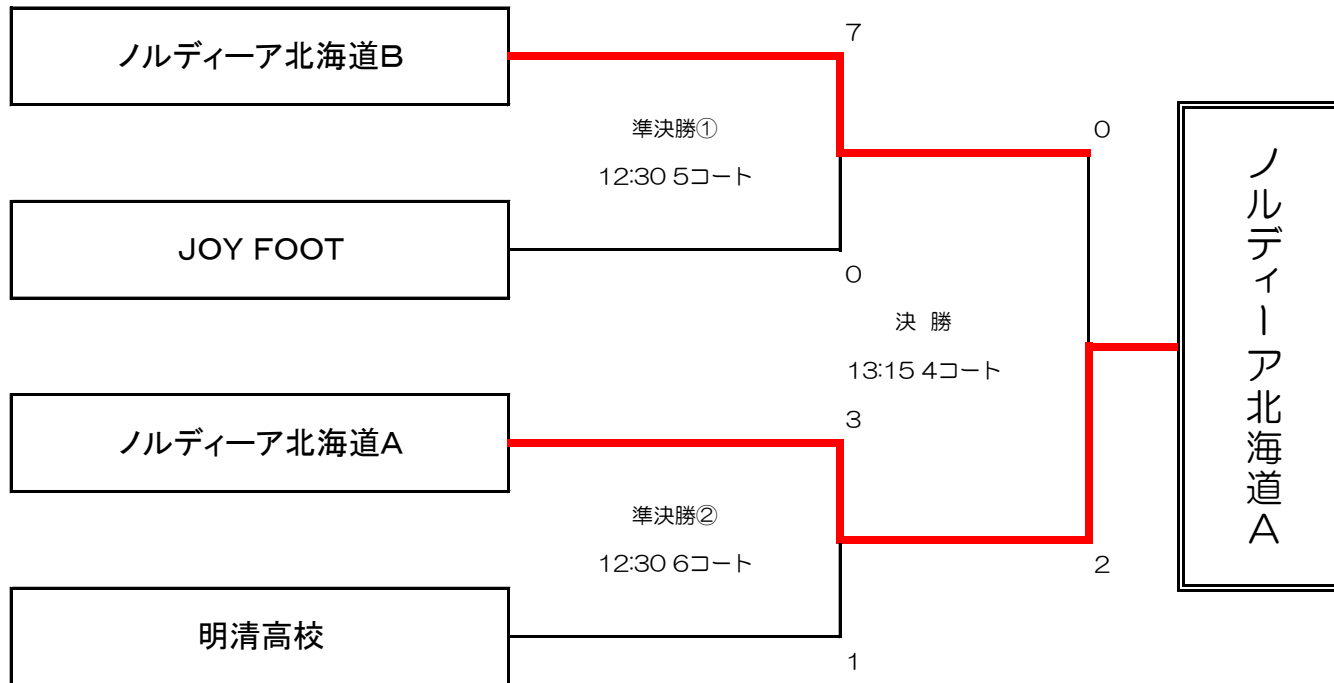 ノルディーア北海道B
7
準決勝①
12:30 5コート
0
JOY FOOT
0
決 勝
13:15 4コート
ノルディーア北海道A
3
ノルディーア北海道A
準決勝②
12:30 6コート
2
明清高校
1